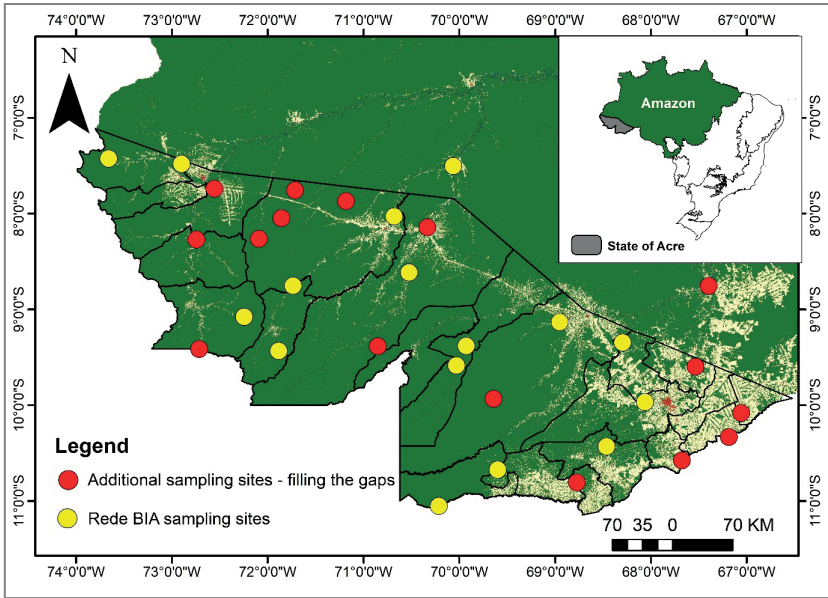 74°0'0"W 73°0'0"W 72°0'0"W 71°0'0"W 70°0'0"W 69°0'0"W 68°0'0"W 67°0'0"W
N
Amazon
State of Acre
7°0'0"S
8°0'0"S
9°0'0"S
10°0'0"S
11°0'0"S
7°0'0"S
8°0'0"S
9°0'0"S
10°0'0"S
11°0'0"S
Legend
Additional sampling sites - filling the gaps
Rede BIA sampling sites
70 35 0 70 KM
74°0'0"W 73°0'0"W 72°0'0"W 71°0'0"W 70°0'0"W 69°0'0"W 68°0'0"W 67°0'0"W